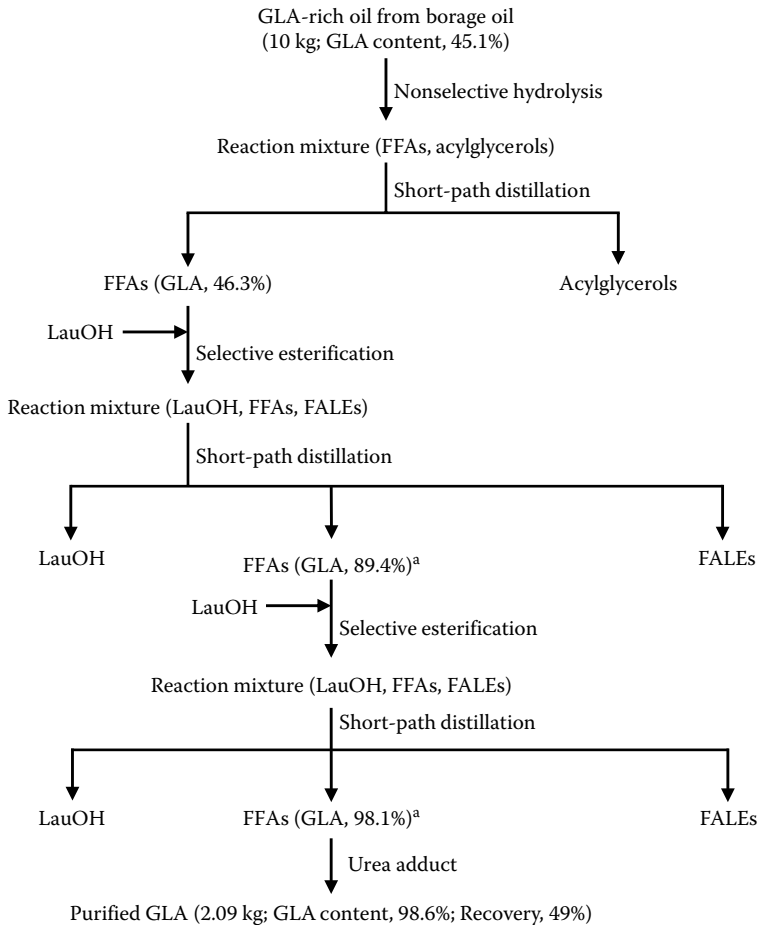 GLA-rich oil from borage oil
(10 kg; GLA content, 45.1%)
Nonselective hydrolysis
Reaction mixture (FFAs, acylglycerols)
Short-path distillation
FFAs (GLA, 46.3%)
Acylglycerols
LauOH
Selective esterification
Reaction mixture (LauOH, FFAs, FALEs)
Short-path distillation
LauOH
FFAs (GLA, 89.4%)ᵃ
FALEs
LauOH
Selective esterification
Reaction mixture (LauOH, FFAs, FALEs)
Short-path distillation
LauOH
FFAs (GLA, 98.1%)ᵃ
FALEs
Urea adduct
Purified GLA (2.09 kg; GLA content, 98.6%; Recovery, 49%)